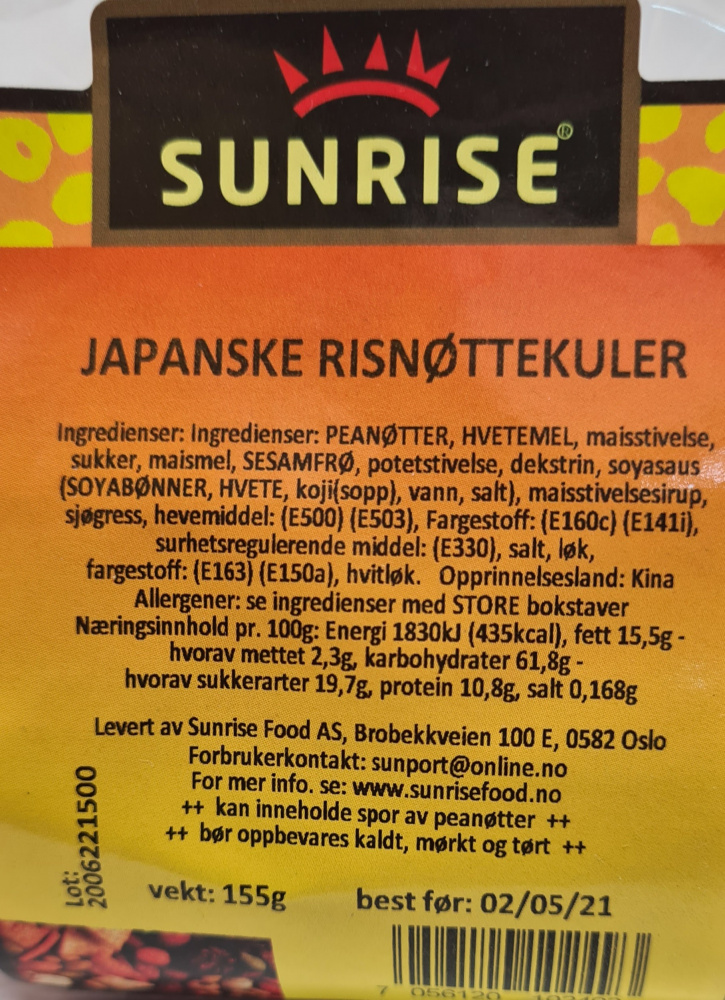 SUNRISE®
JAPANSKE RISNØTTEKULER
Ingredienser: Ingredienser: PEANØTTER, HVETEMEL, maisstivelse,
sukker, maismel, SESAMFRØ, potetstivelse, dekstrin, soyasaus
(SOYABØNNER, HVETE, koji(sopp), vann, salt), maisstivelsesirup,
sjøgress, hevemiddel: (E500) (E503), Fargestoff: (E160c) (E141i),
surhetsregulerende middel: (E330), salt, løk,
fargestoff: (E163) (E150a), hvitløk. Opprinnelsesland: Kina
Allergener: se ingredienser med STORE bokstaver
Næringsinnhold pr. 100g: Energi 1830kJ (435kcal), fett 15,5g -
hvorav mettet 2,3g, karbohydrater 61,8g -
hvorav sukkerarter 19,7g, protein 10,8g, salt 0,168g
Levert av Sunrise Food AS, Brobekkveien 100 E, 0582 Oslo
Forbrukerkontakt: sunport@online.no
For mer info. se: www.sunrisefood.no
++ kan inneholde spor av peanøtter ++
++ bør oppbevares kaldt, mørkt og tørt ++
Lot:
2006221500
vekt: 155g best før: 02/05/21
7 056120